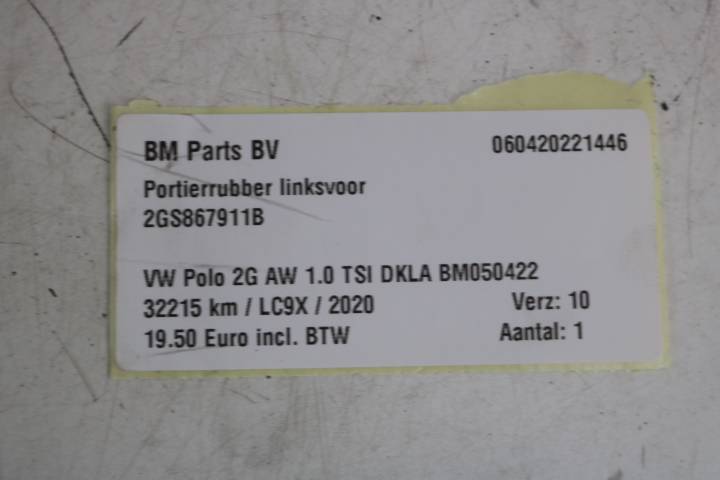 BM Parts BV 060420221446
Portierrubber linksvoor
2GS867911B
VW Polo 2G AW 1.0 TSI DKLA BM050422
32215 km / LC9X / 2020 Verz: 10
19.50 Euro incl. BTW Aantal: 1